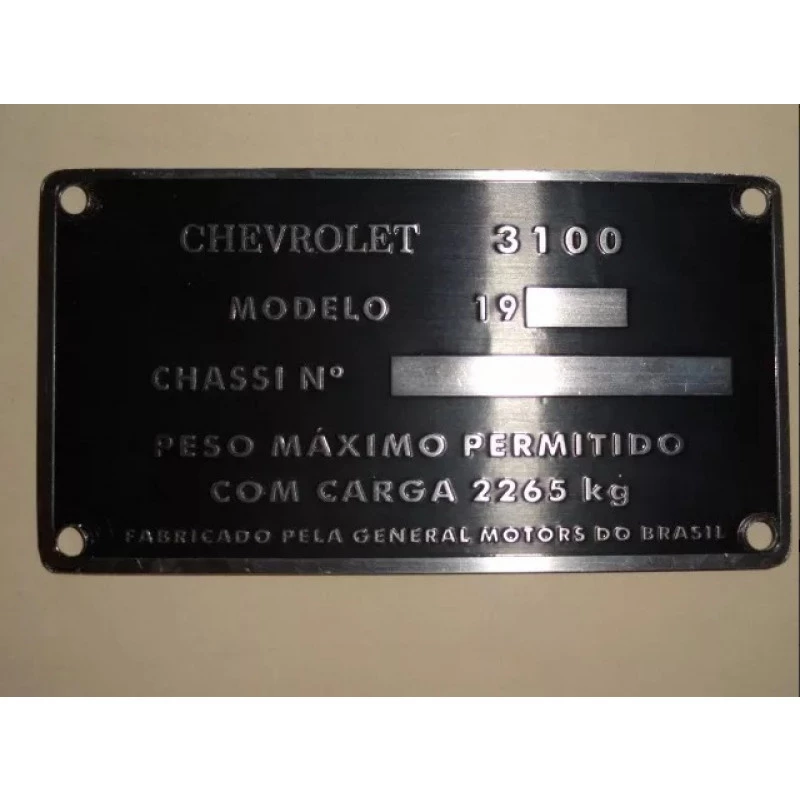 CHEVROLET 3100
MODELO 19
CHASSI Nº
PESO MÁXIMO PERMITIDO
COM CARGA 2265 kg
FABRICADO PELA GENERAL MOTORS DO BRASIL